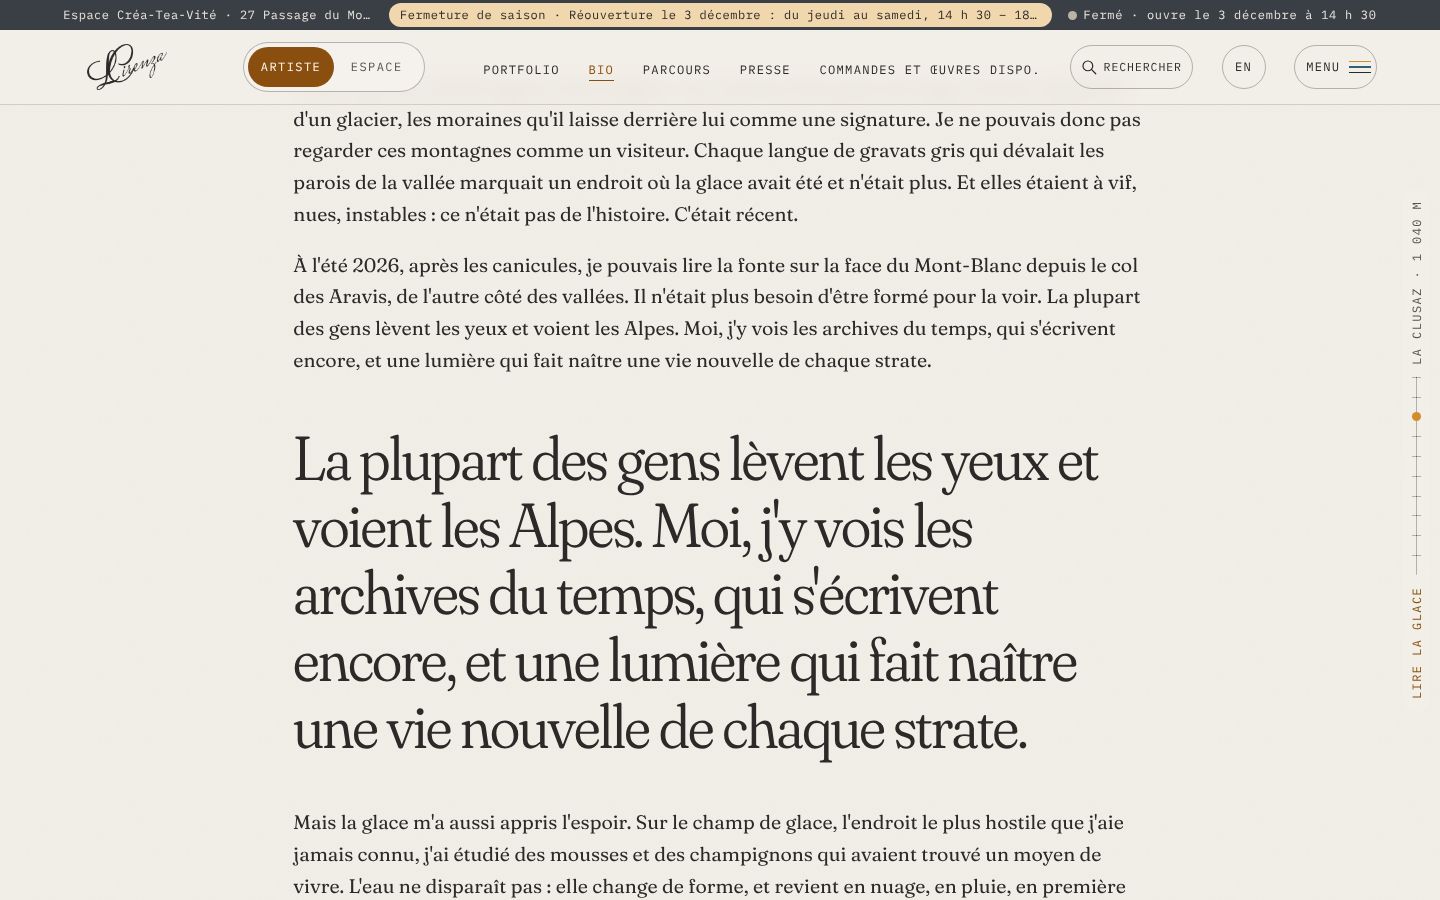 Espace Créa-Tea-Vité · 27 Passage du Mo…
Fermeture de saison · Réouverture le 3 décembre : du jeudi au samedi, 14 h 30 – 18…
Fermé · ouvre le 3 décembre à 14 h 30
Lirenza
ARTISTE
ESPACE
PORTFOLIO
BIO
PARCOURS
PRESSE
COMMANDES ET ŒUVRES DISPO.
RECHERCHER
EN
MENU
d'un glacier, les moraines qu'il laisse derrière lui comme une signature. Je ne pouvais donc pas
regarder ces montagnes comme un visiteur. Chaque langue de gravats gris qui dévalait les
parois de la vallée marquait un endroit où la glace avait été et n'était plus. Et elles étaient à vif,
nues, instables : ce n'était pas de l'histoire. C'était récent.
À l'été 2026, après les canicules, je pouvais lire la fonte sur la face du Mont-Blanc depuis le col
des Aravis, de l'autre côté des vallées. Il n'était plus besoin d'être formé pour la voir. La plupart
des gens lèvent les yeux et voient les Alpes. Moi, j'y vois les archives du temps, qui s'écrivent
encore, et une lumière qui fait naître une vie nouvelle de chaque strate.
La plupart des gens lèvent les yeux et
voient les Alpes. Moi, j'y vois les
archives du temps, qui s'écrivent
encore, et une lumière qui fait naître
une vie nouvelle de chaque strate.
Mais la glace m'a aussi appris l'espoir. Sur le champ de glace, l'endroit le plus hostile que j'aie
jamais connu, j'ai étudié des mousses et des champignons qui avaient trouvé un moyen de
vivre. L'eau ne disparaît pas : elle change de forme, et revient en nuage, en pluie, en première
LA CLUSAZ · 1 040 M
LIRE LA GLACE